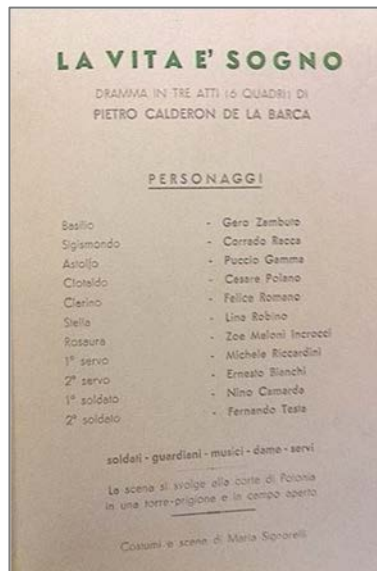 LA VITA E' SOGNO
DRAMMA IN TRE ATTI (6 QUADRI) DI
PIETRO CALDERON DE LA BARCA
PERSONAGGI
Basilio - Gero Zambuto
Sigismondo - Corrado Racca
Astolfo - Puccio Gamma
Clotaldo - Cesare Polano
Clarino - Felice Romano
Stella - Lina Robino
Rosaura - Zoe Meloni Incrocci
1° servo - Michele Riccardini
2° servo - Ernesto Bianchi
1° soldato - Nino Camarda
2° soldato - Fernando Testa
soldati - guardiani - musici - dame - servi
La scena si svolge alla corte di Polonia
in una torre-prigione e in campo aperto
Costumi e scene di Maria Signorelli